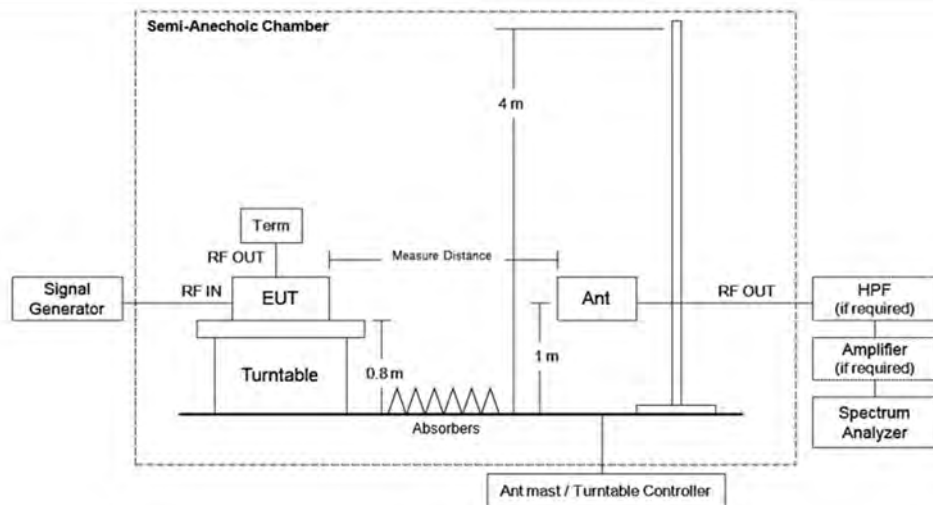 Semi-Anechoic Chamber
4 m
Term
RF OUT
Measure Distance
Signal
Generator
RF IN
EUT
Ant
RF OUT
HPF
(if required)
Turntable
0.8 m
1 m
Amplifier
(if required)
Absorbers
Spectrum
Analyzer
Ant mast / Turntable Controller